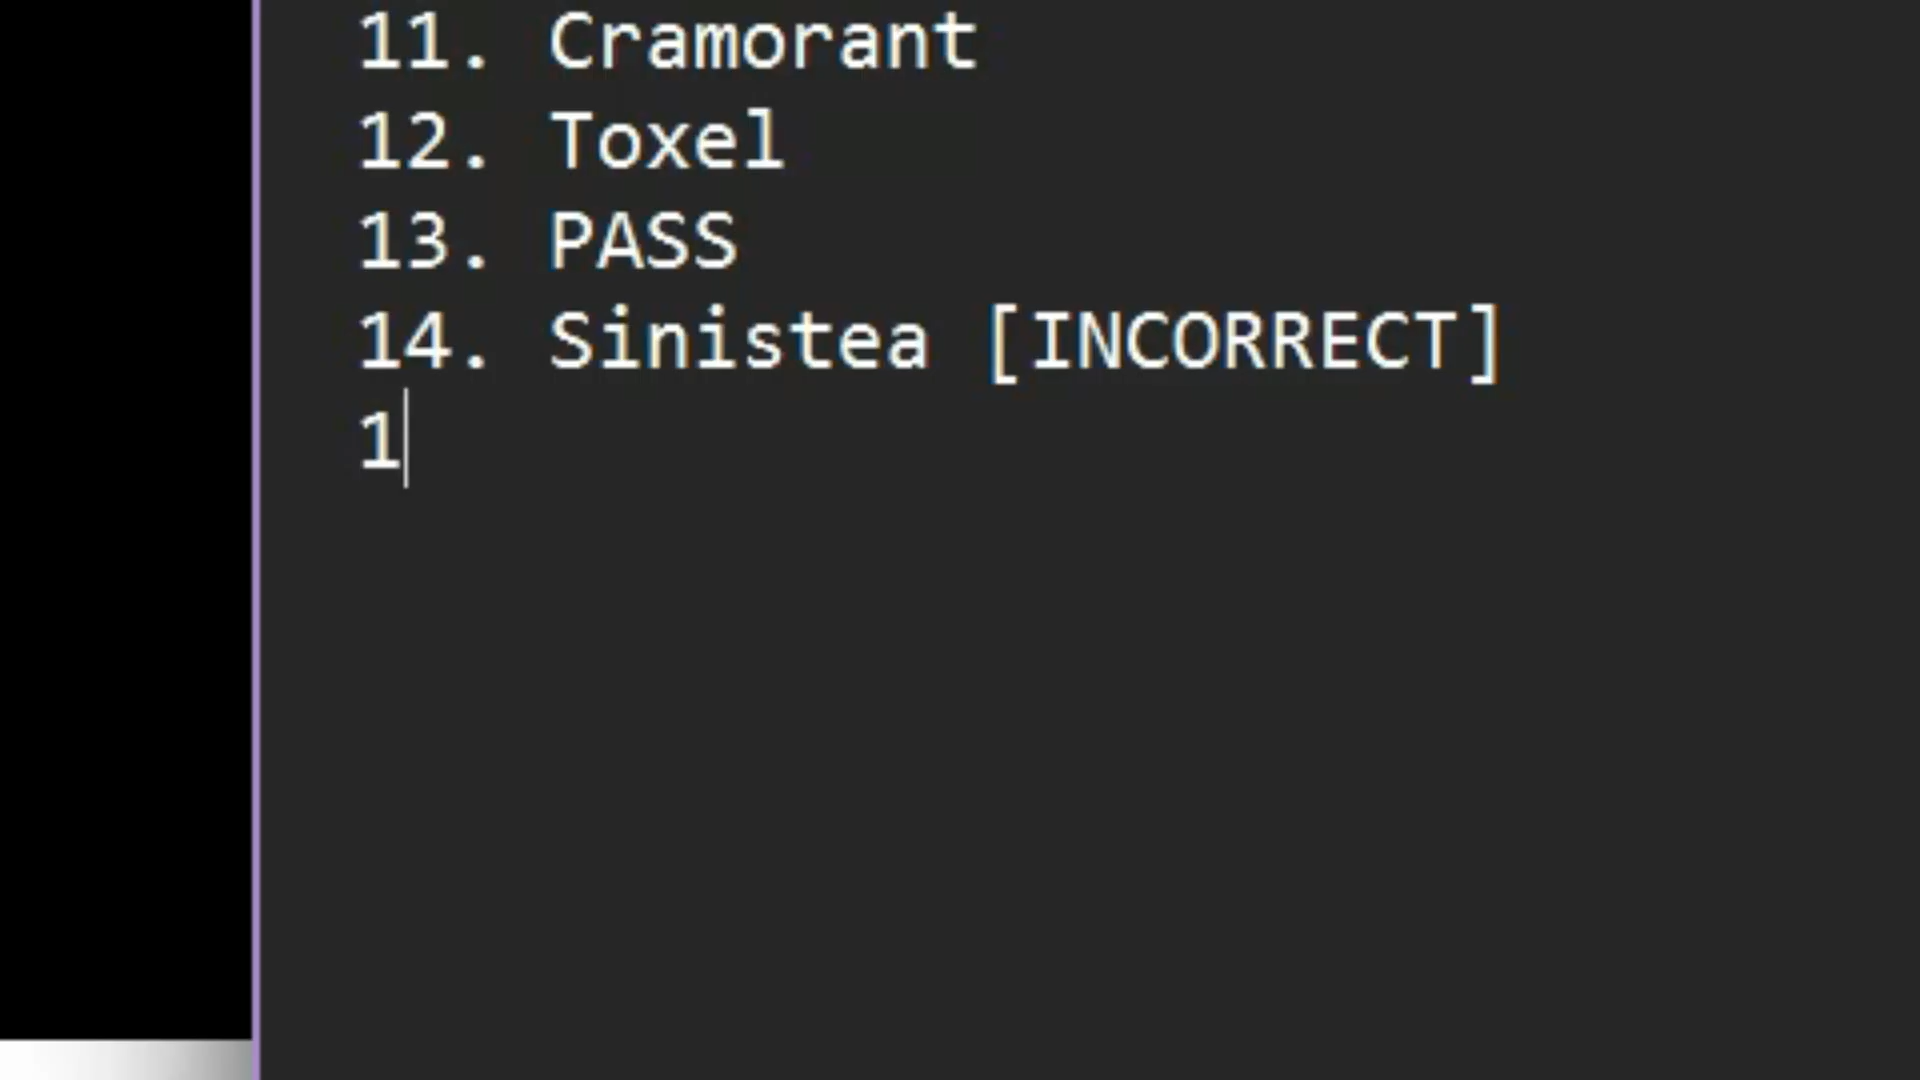 11. Cramorant
12. Toxel
13. PASS
14. Sinistea [INCORRECT]
1